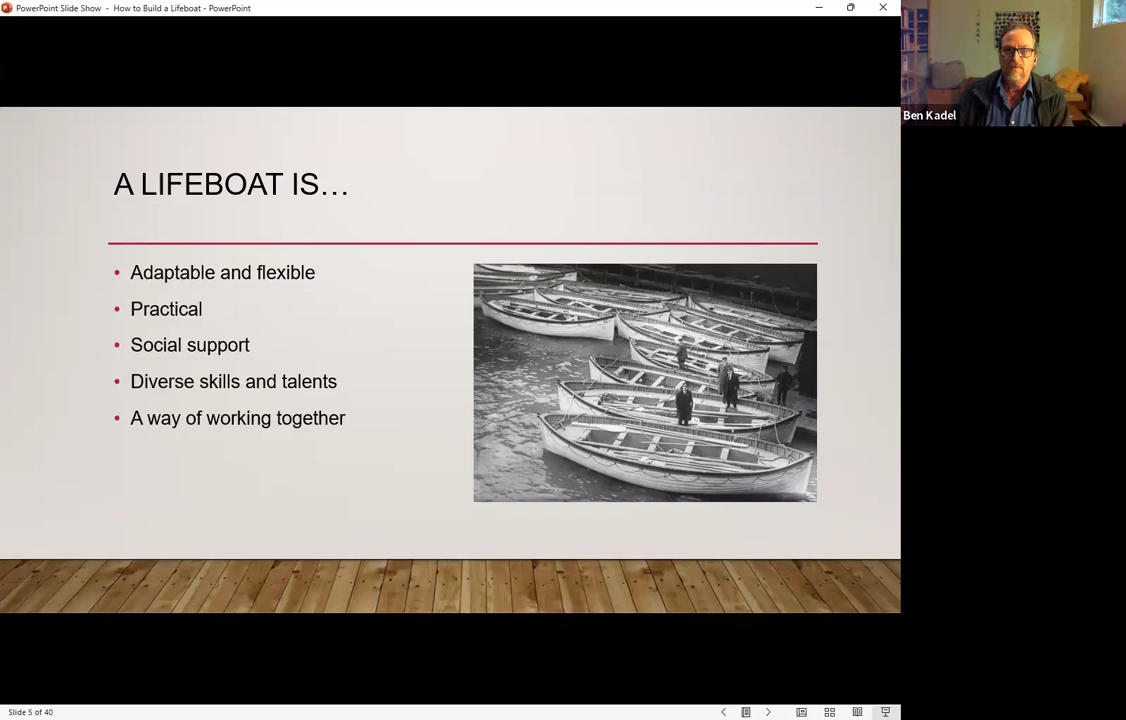 PowerPoint Slide Show - How to Build a Lifeboat - PowerPoint
Ben Kadel
A LIFEBOAT IS…
• Adaptable and flexible
• Practical
• Social support
• Diverse skills and talents
• A way of working together
Slide 5 of 40